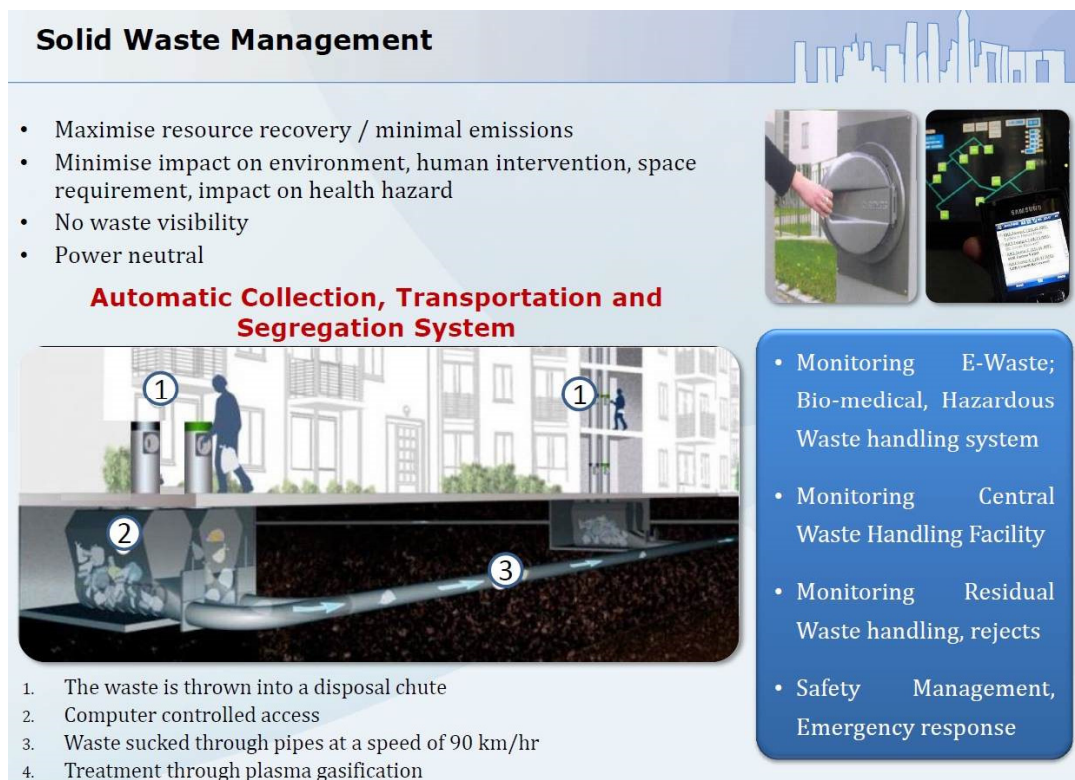 Solid Waste Management
• Maximise resource recovery / minimal emissions
• Minimise impact on environment, human intervention, space
requirement, impact on health hazard
• No waste visibility
• Power neutral
Automatic Collection, Transportation and
Segregation System
SAMSUNG
1
1
2
3
1. The waste is thrown into a disposal chute
2. Computer controlled access
3. Waste sucked through pipes at a speed of 90 km/hr
4. Treatment through plasma gasification
• Monitoring E-Waste;
Bio-medical, Hazardous
Waste handling system
• Monitoring Central
Waste Handling Facility
• Monitoring Residual
Waste handling, rejects
• Safety Management,
Emergency response